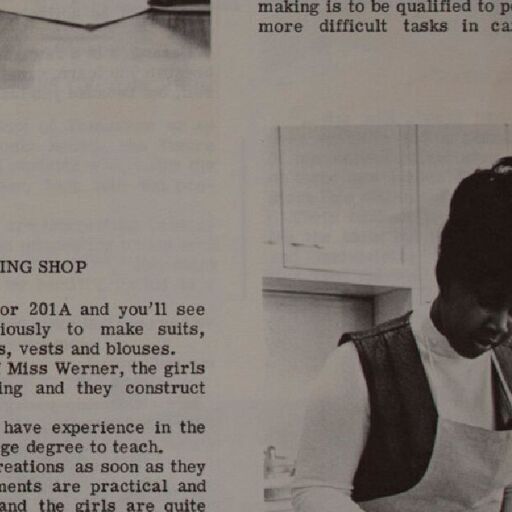 making is to be qualified to
more difficult tasks in
ING SHOP
or 201A and you'll see
iously to make suits,
s, vests and blouses.
Miss Werner, the girls
ing and they construct
have experience in the
ge degree to teach.
reations as soon as they
ments are practical and
and the girls are quite